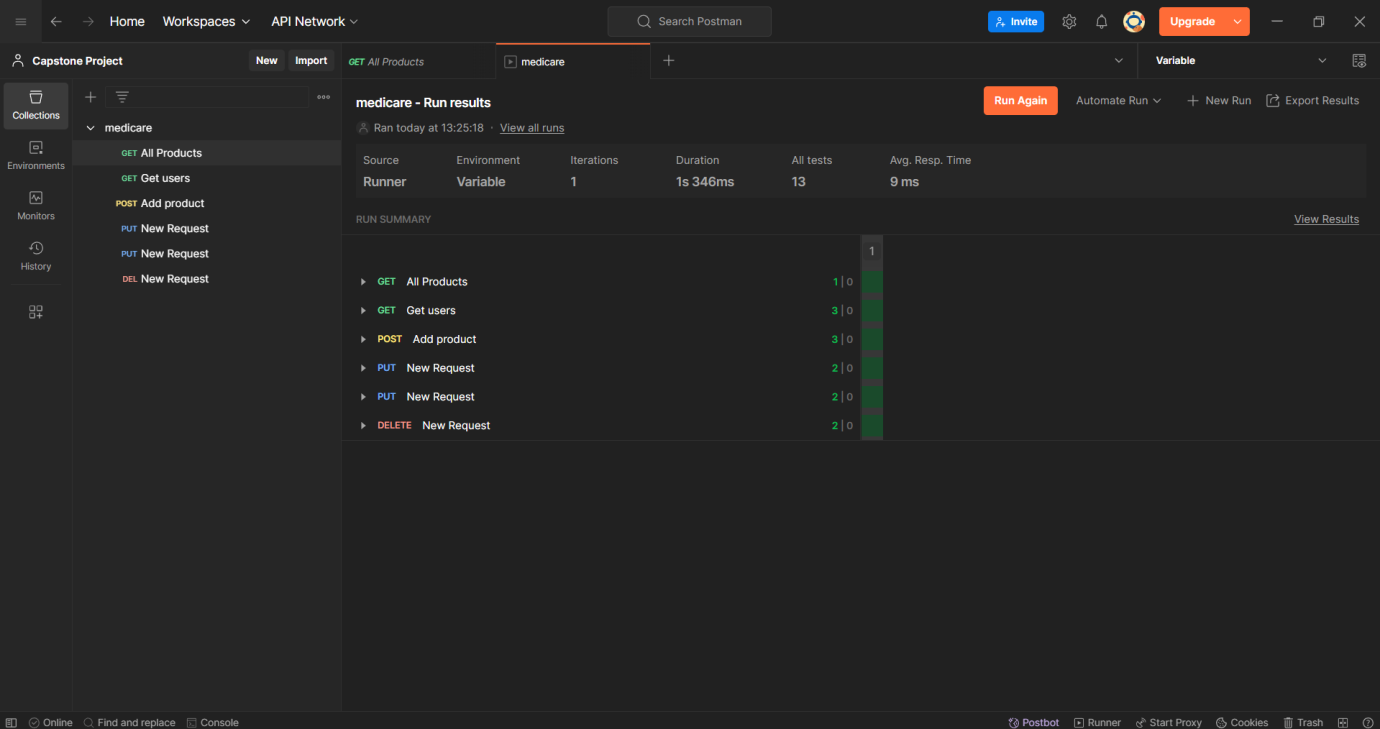 Home Workspaces API Network Search Postman Invite Upgrade
Capstone Project New Import GET All Products medicare Variable
Collections
Environments
Monitors
History
medicare
GET All Products
GET Get users
POST Add product
PUT New Request
PUT New Request
DEL New Request
medicare - Run results Run Again Automate Run New Run Export Results
Ran today at 13:25:18 · View all runs
Source Environment Iterations Duration All tests Avg. Resp. Time
Runner Variable 1 1s 346ms 13 9 ms
RUN SUMMARY View Results
1
GET All Products 1 | 0
GET Get users 3 | 0
POST Add product 3 | 0
PUT New Request 2 | 0
PUT New Request 2 | 0
DELETE New Request 2 | 0
Online Find and replace Console Postbot Runner Start Proxy Cookies Trash